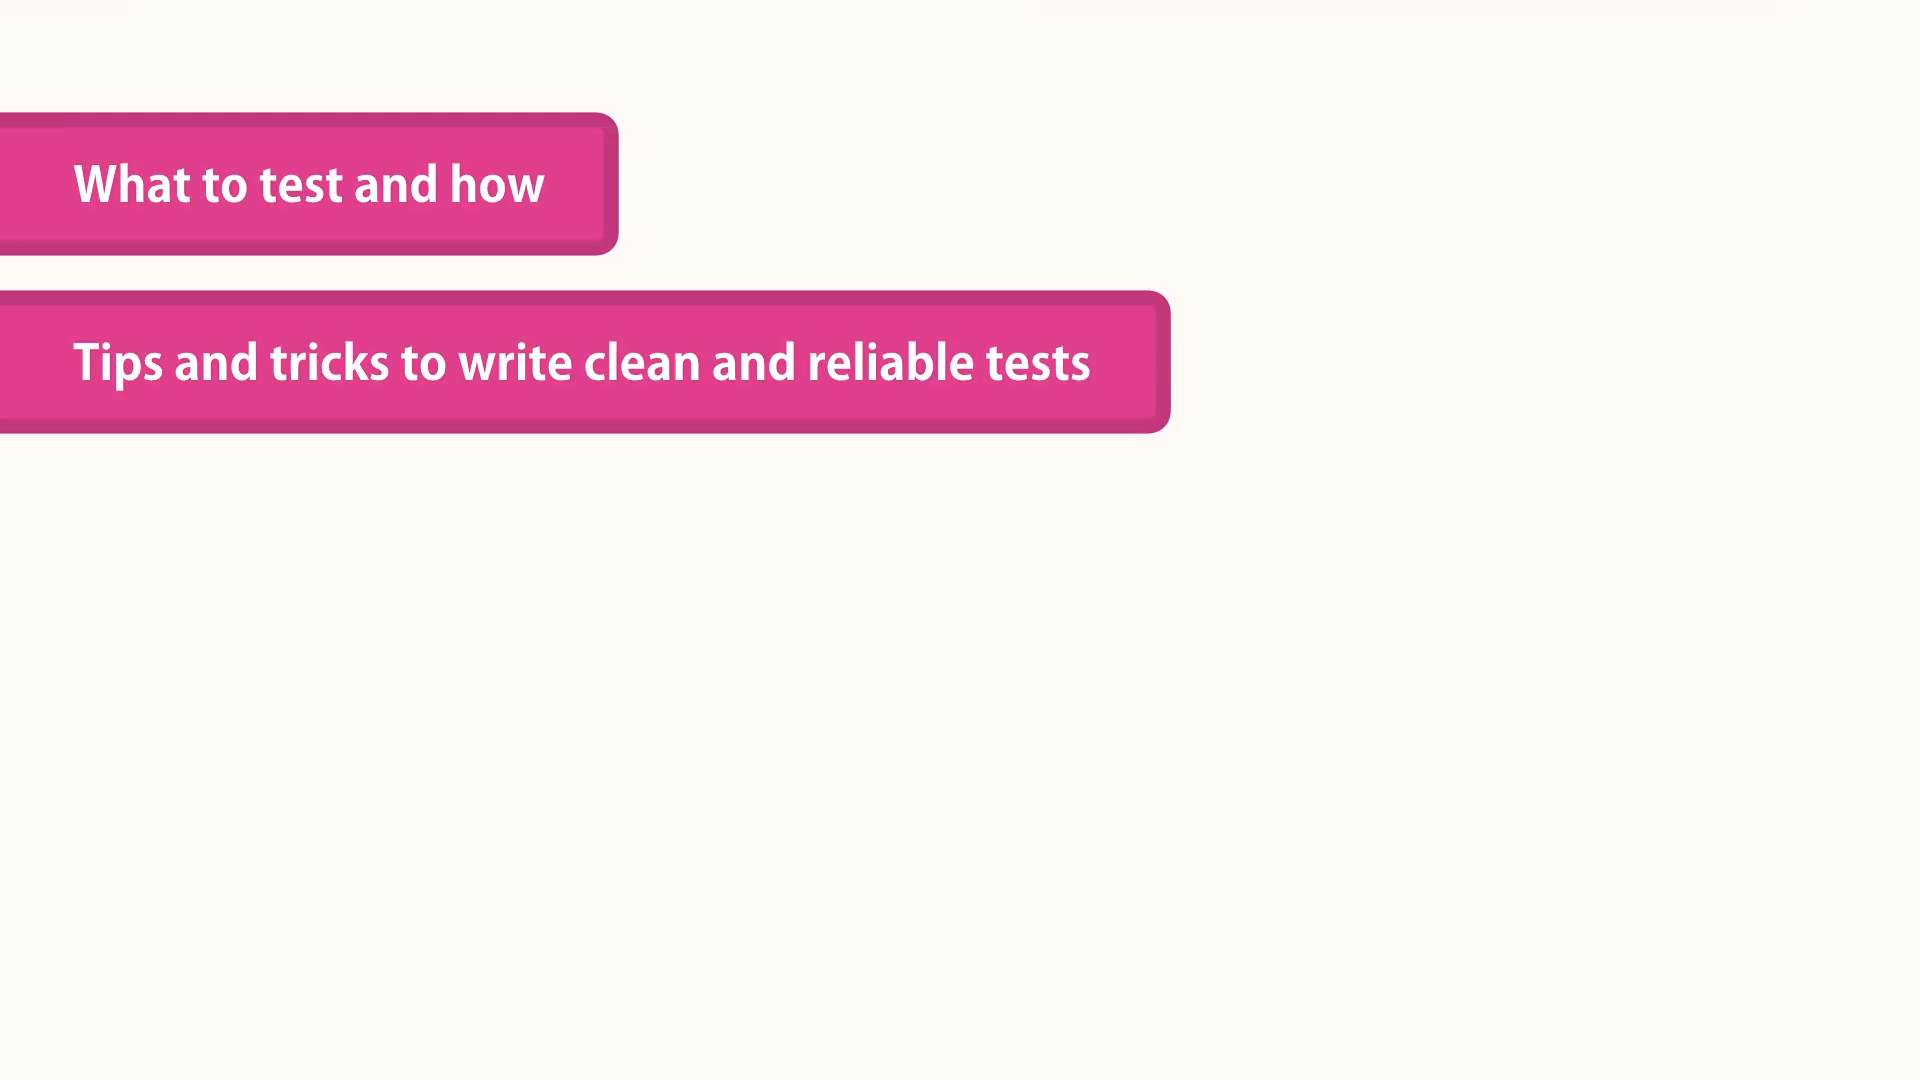 What to test and how
Tips and tricks to write clean and reliable tests